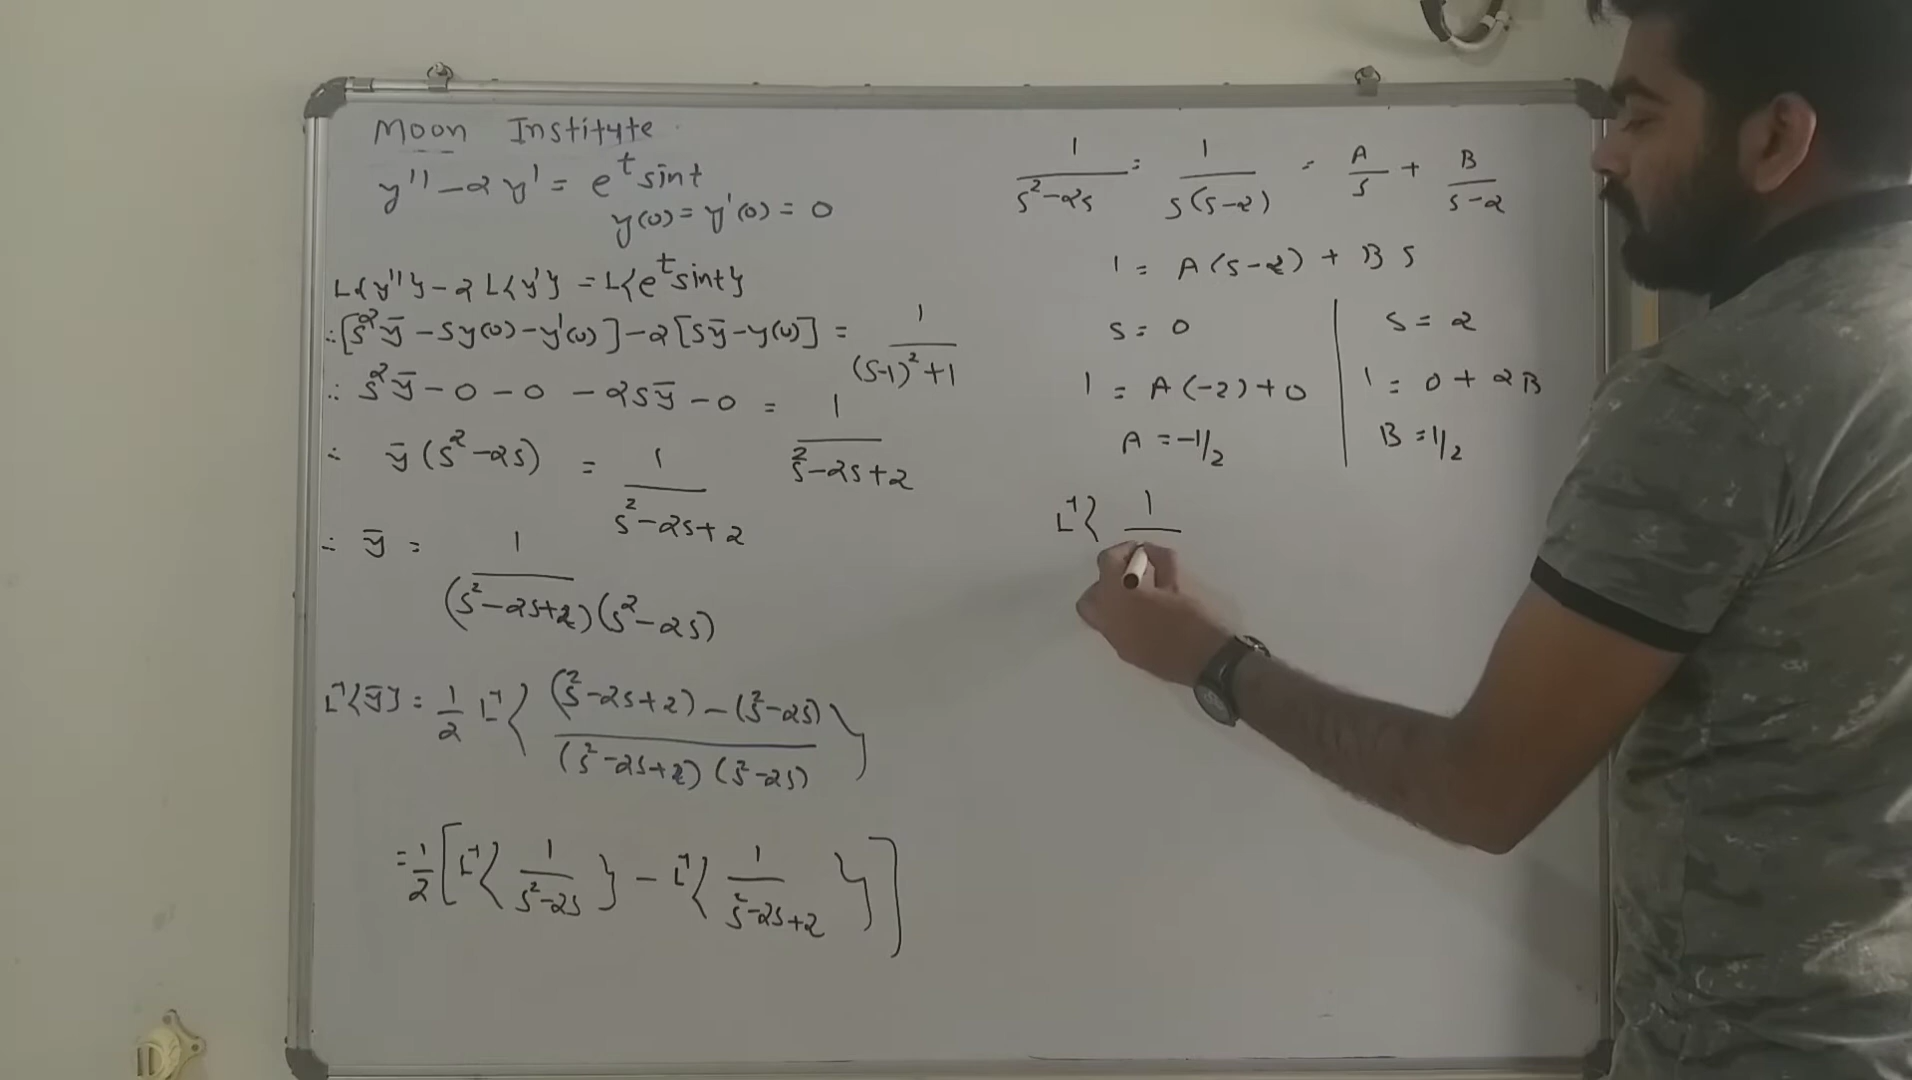 Moon Institute
y'' - 2y' = e^t sint
y(0) = y'(0) = 0
L{y''} - 2 L{y'} = L{e^t sint}
∴ [s²ȳ - sy(0) - y'(0)] - 2[sȳ - y(0)] = 1/((s-1)² + 1)
∴ s²ȳ - 0 - 0 - 2sȳ - 0 = 1/(s² - 2s + 2)
∴ ȳ(s² - 2s) = 1/(s² - 2s + 2)
∴ ȳ = 1/((s² - 2s + 2)(s² - 2s))
L⁻¹{ȳ} = 1/2 L⁻¹{((s² - 2s + 2) - (s² - 2s))/((s² - 2s + 2)(s² - 2s))}
= 1/2 [L⁻¹{1/(s² - 2s)} - L⁻¹{1/(s² - 2s + 2)}]
1/(s² - 2s) = 1/(s(s - 2)) = A/s + B/(s - 2)
1 = A(s - 2) + B s
s = 0
1 = A(-2) + 0
A = -1/2
s = 2
1 = 0 + 2B
B = 1/2
L⁻¹{ 1